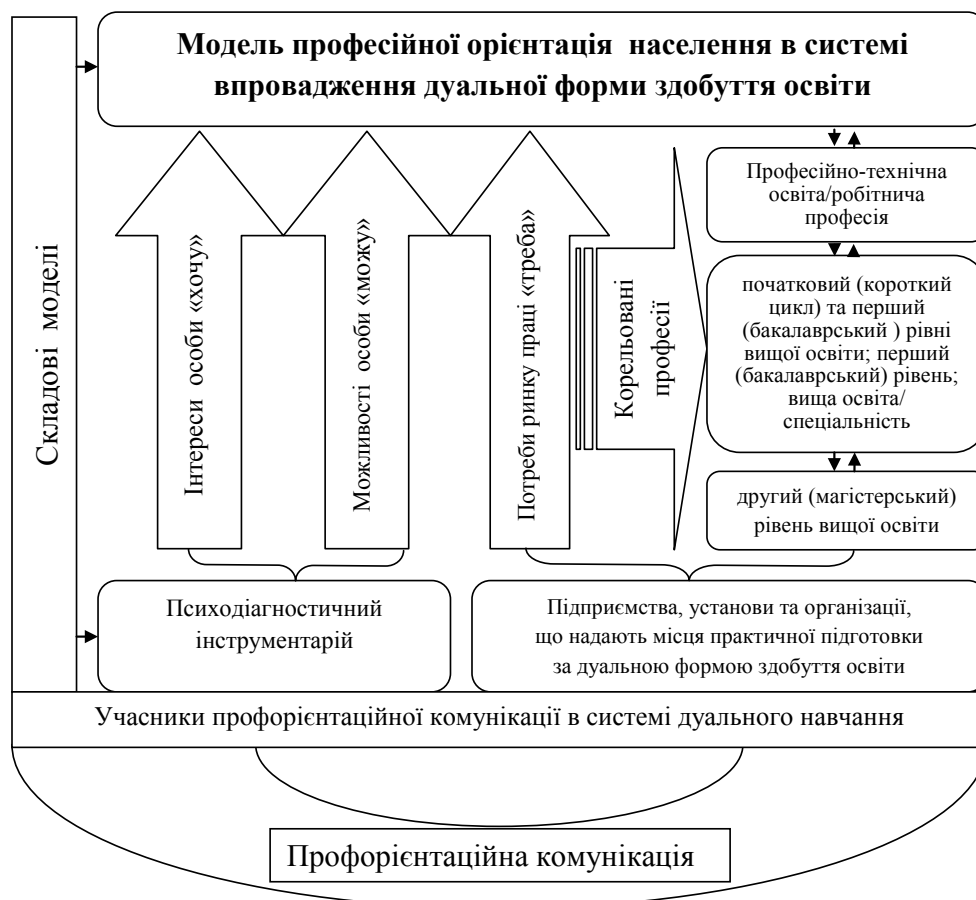 Модель професійної орієнтація населення в системі
впровадження дуальної форми здобуття освіти
Складові моделі
Інтереси особи «хочу»
Можливості особи «можу»
Потреби ринку праці «треба»
Корельовані
професії
Професійно-технічна
освіта/робітнича
професія
початковий (короткий
цикл) та перший
(бакалаврський ) рівні
вищої освіти; перший
(бакалаврський) рівень;
вища освіта/
спеціальність
другий (магістерський)
рівень вищої освіти
Психодіагностичний
інструментарій
Підприємства, установи та організації,
що надають місця практичної підготовки
за дуальною формою здобуття освіти
Учасники профорієнтаційної комунікації в системі дуального навчання
Профорієнтаційна комунікація